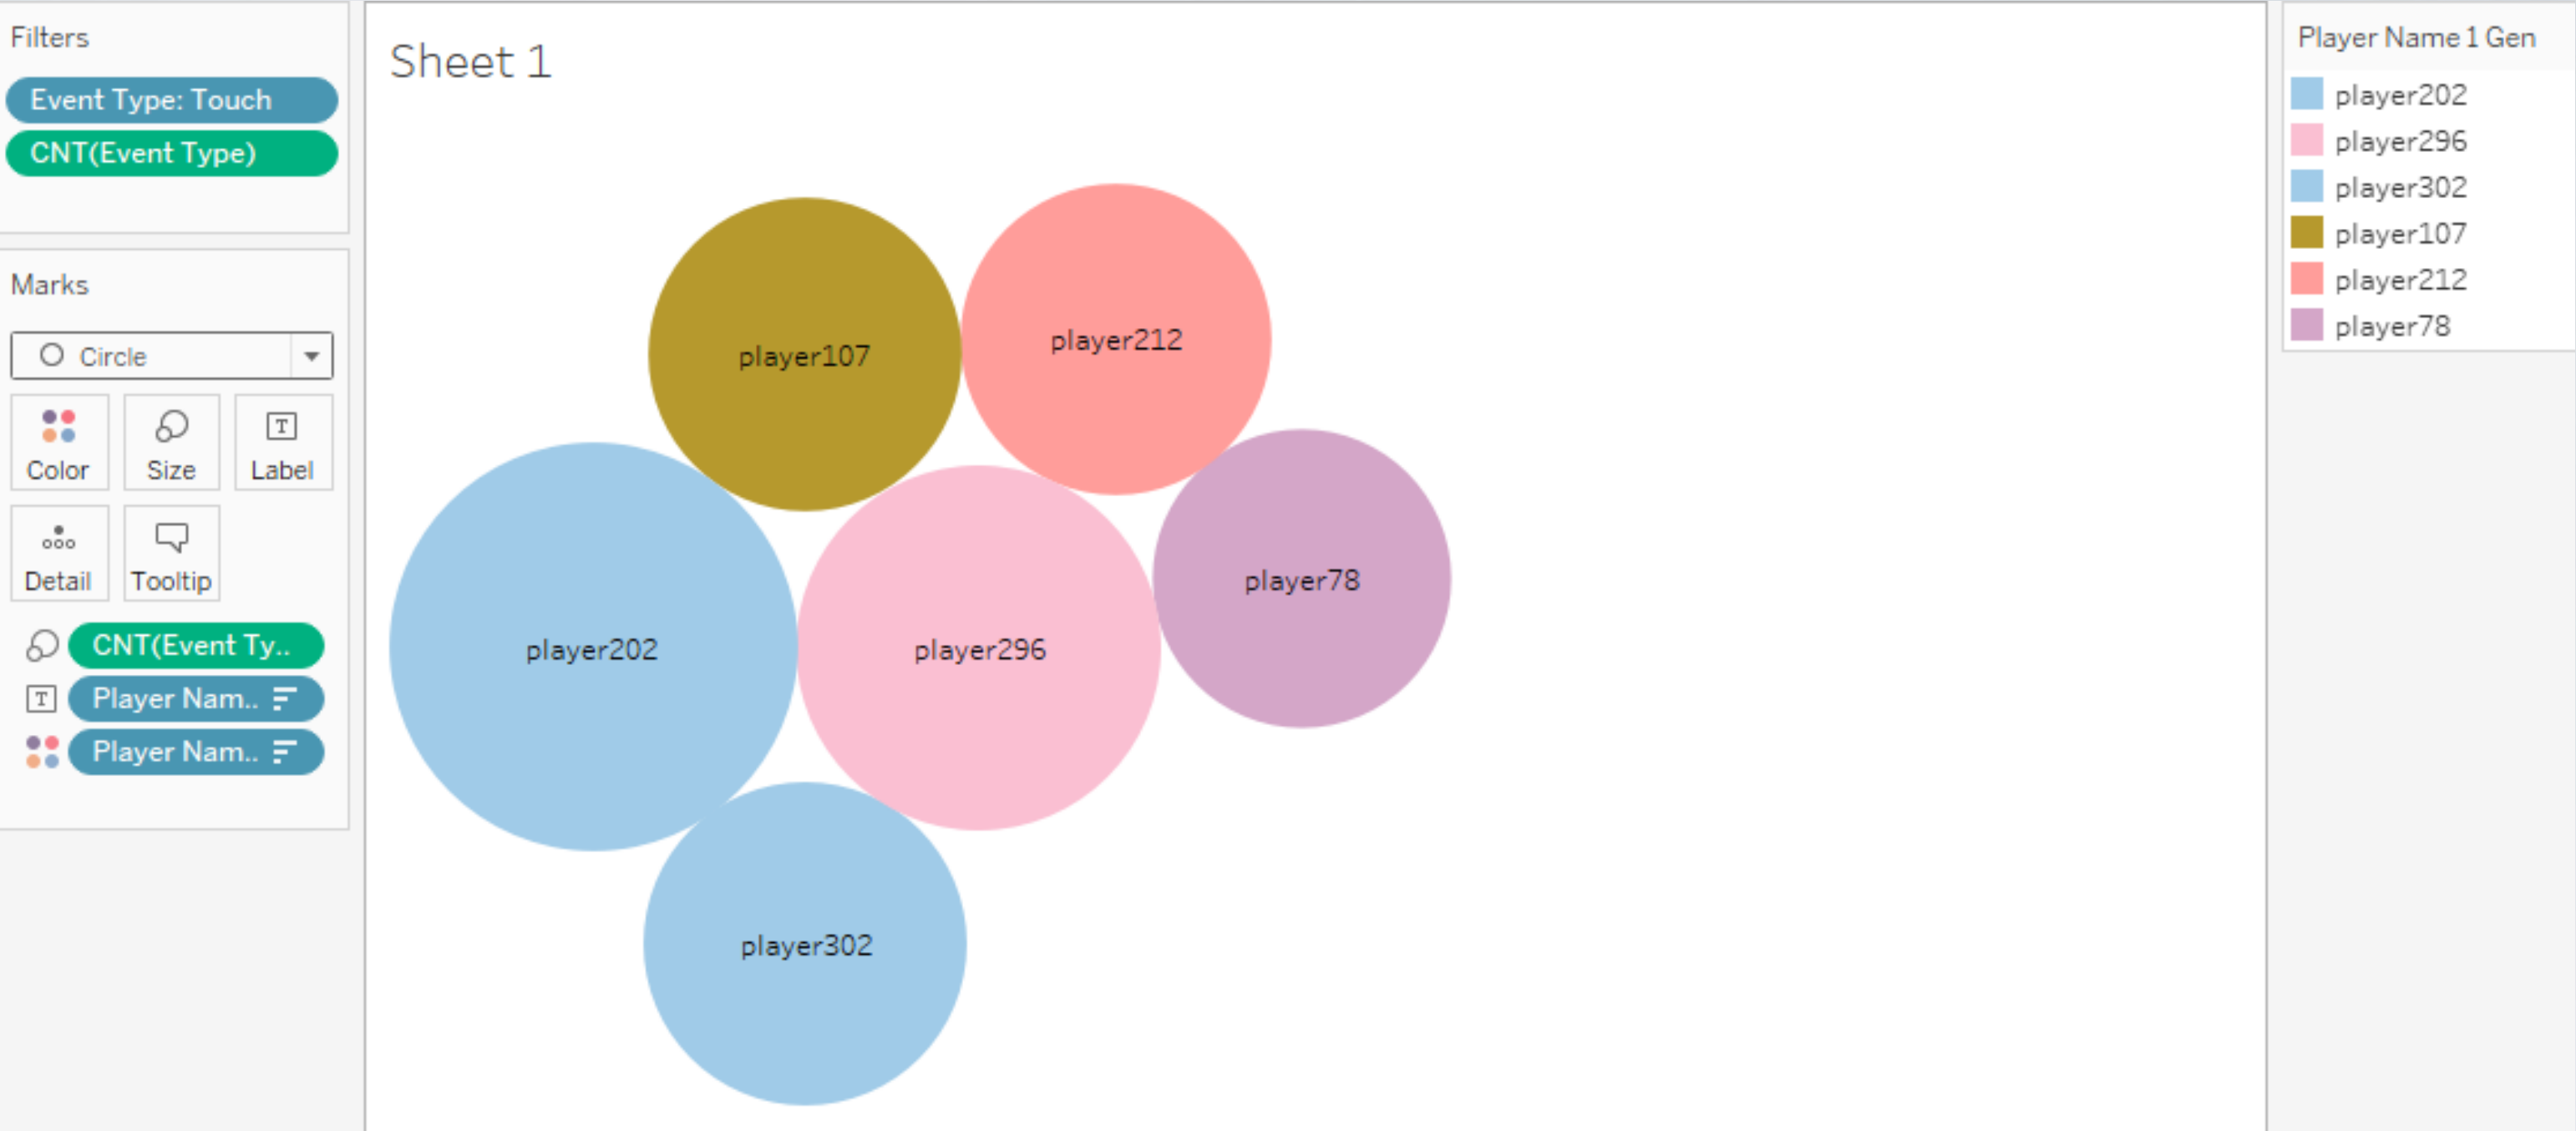 Filters
Event Type: Touch
CNT(Event Type)
Marks
Circle
Color
Size
T
Label
Detail
Tooltip
CNT(Event Ty..
T
Player Nam..
Player Nam..
Sheet 1
player107
player212
player78
player202
player296
player302
Player Name 1 Gen
player202
player296
player302
player107
player212
player78